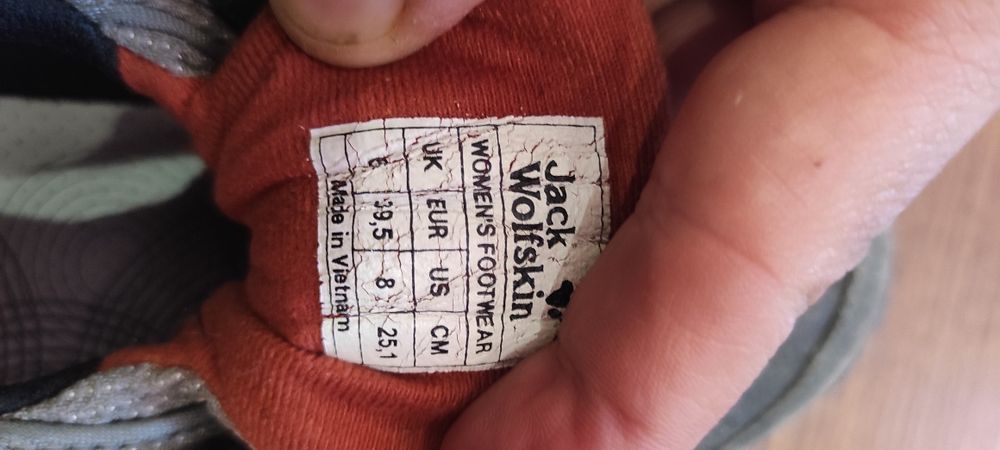 Jack
Wolfskin
WOMEN'S FOOTWEAR
UK EUR US CM
6 39,5 8 25,1
Made in Vietnam